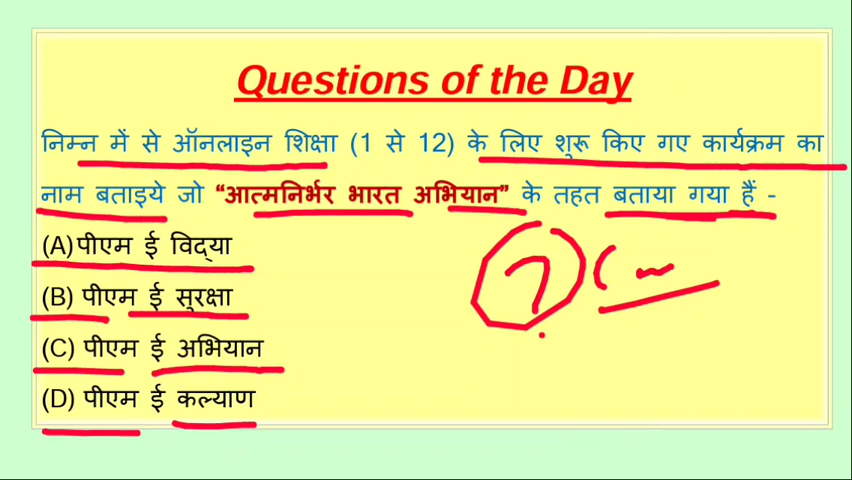 Questions of the Day
निम्न में से ऑनलाइन शिक्षा (1 से 12) के लिए शुरू किए गए कार्यक्रम का
नाम बताइये जो “आत्मनिर्भर भारत अभियान” के तहत बताया गया हैं -
(A)पीएम ई विद्‌या
(B) पीएम ई सुरक्षा
(C) पीएम ई अभियान
(D) पीएम ई कल्याण
?